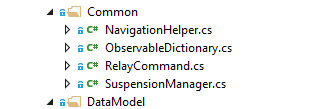 Common
C# NavigationHelper.cs
C# ObservableDictionary.cs
C# RelayCommand.cs
C# SuspensionManager.cs
DataModel